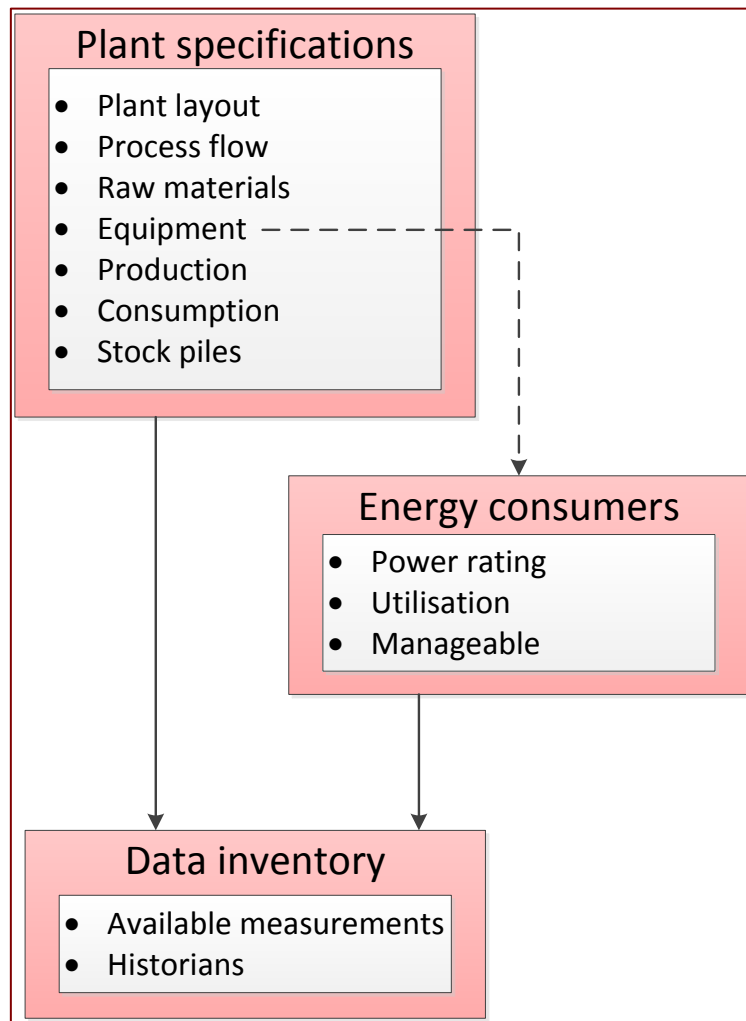 Plant specifications
• Plant layout
• Process flow
• Raw materials
• Equipment
• Production
• Consumption
• Stock piles
Energy consumers
• Power rating
• Utilisation
• Manageable
Data inventory
• Available measurements
• Historians